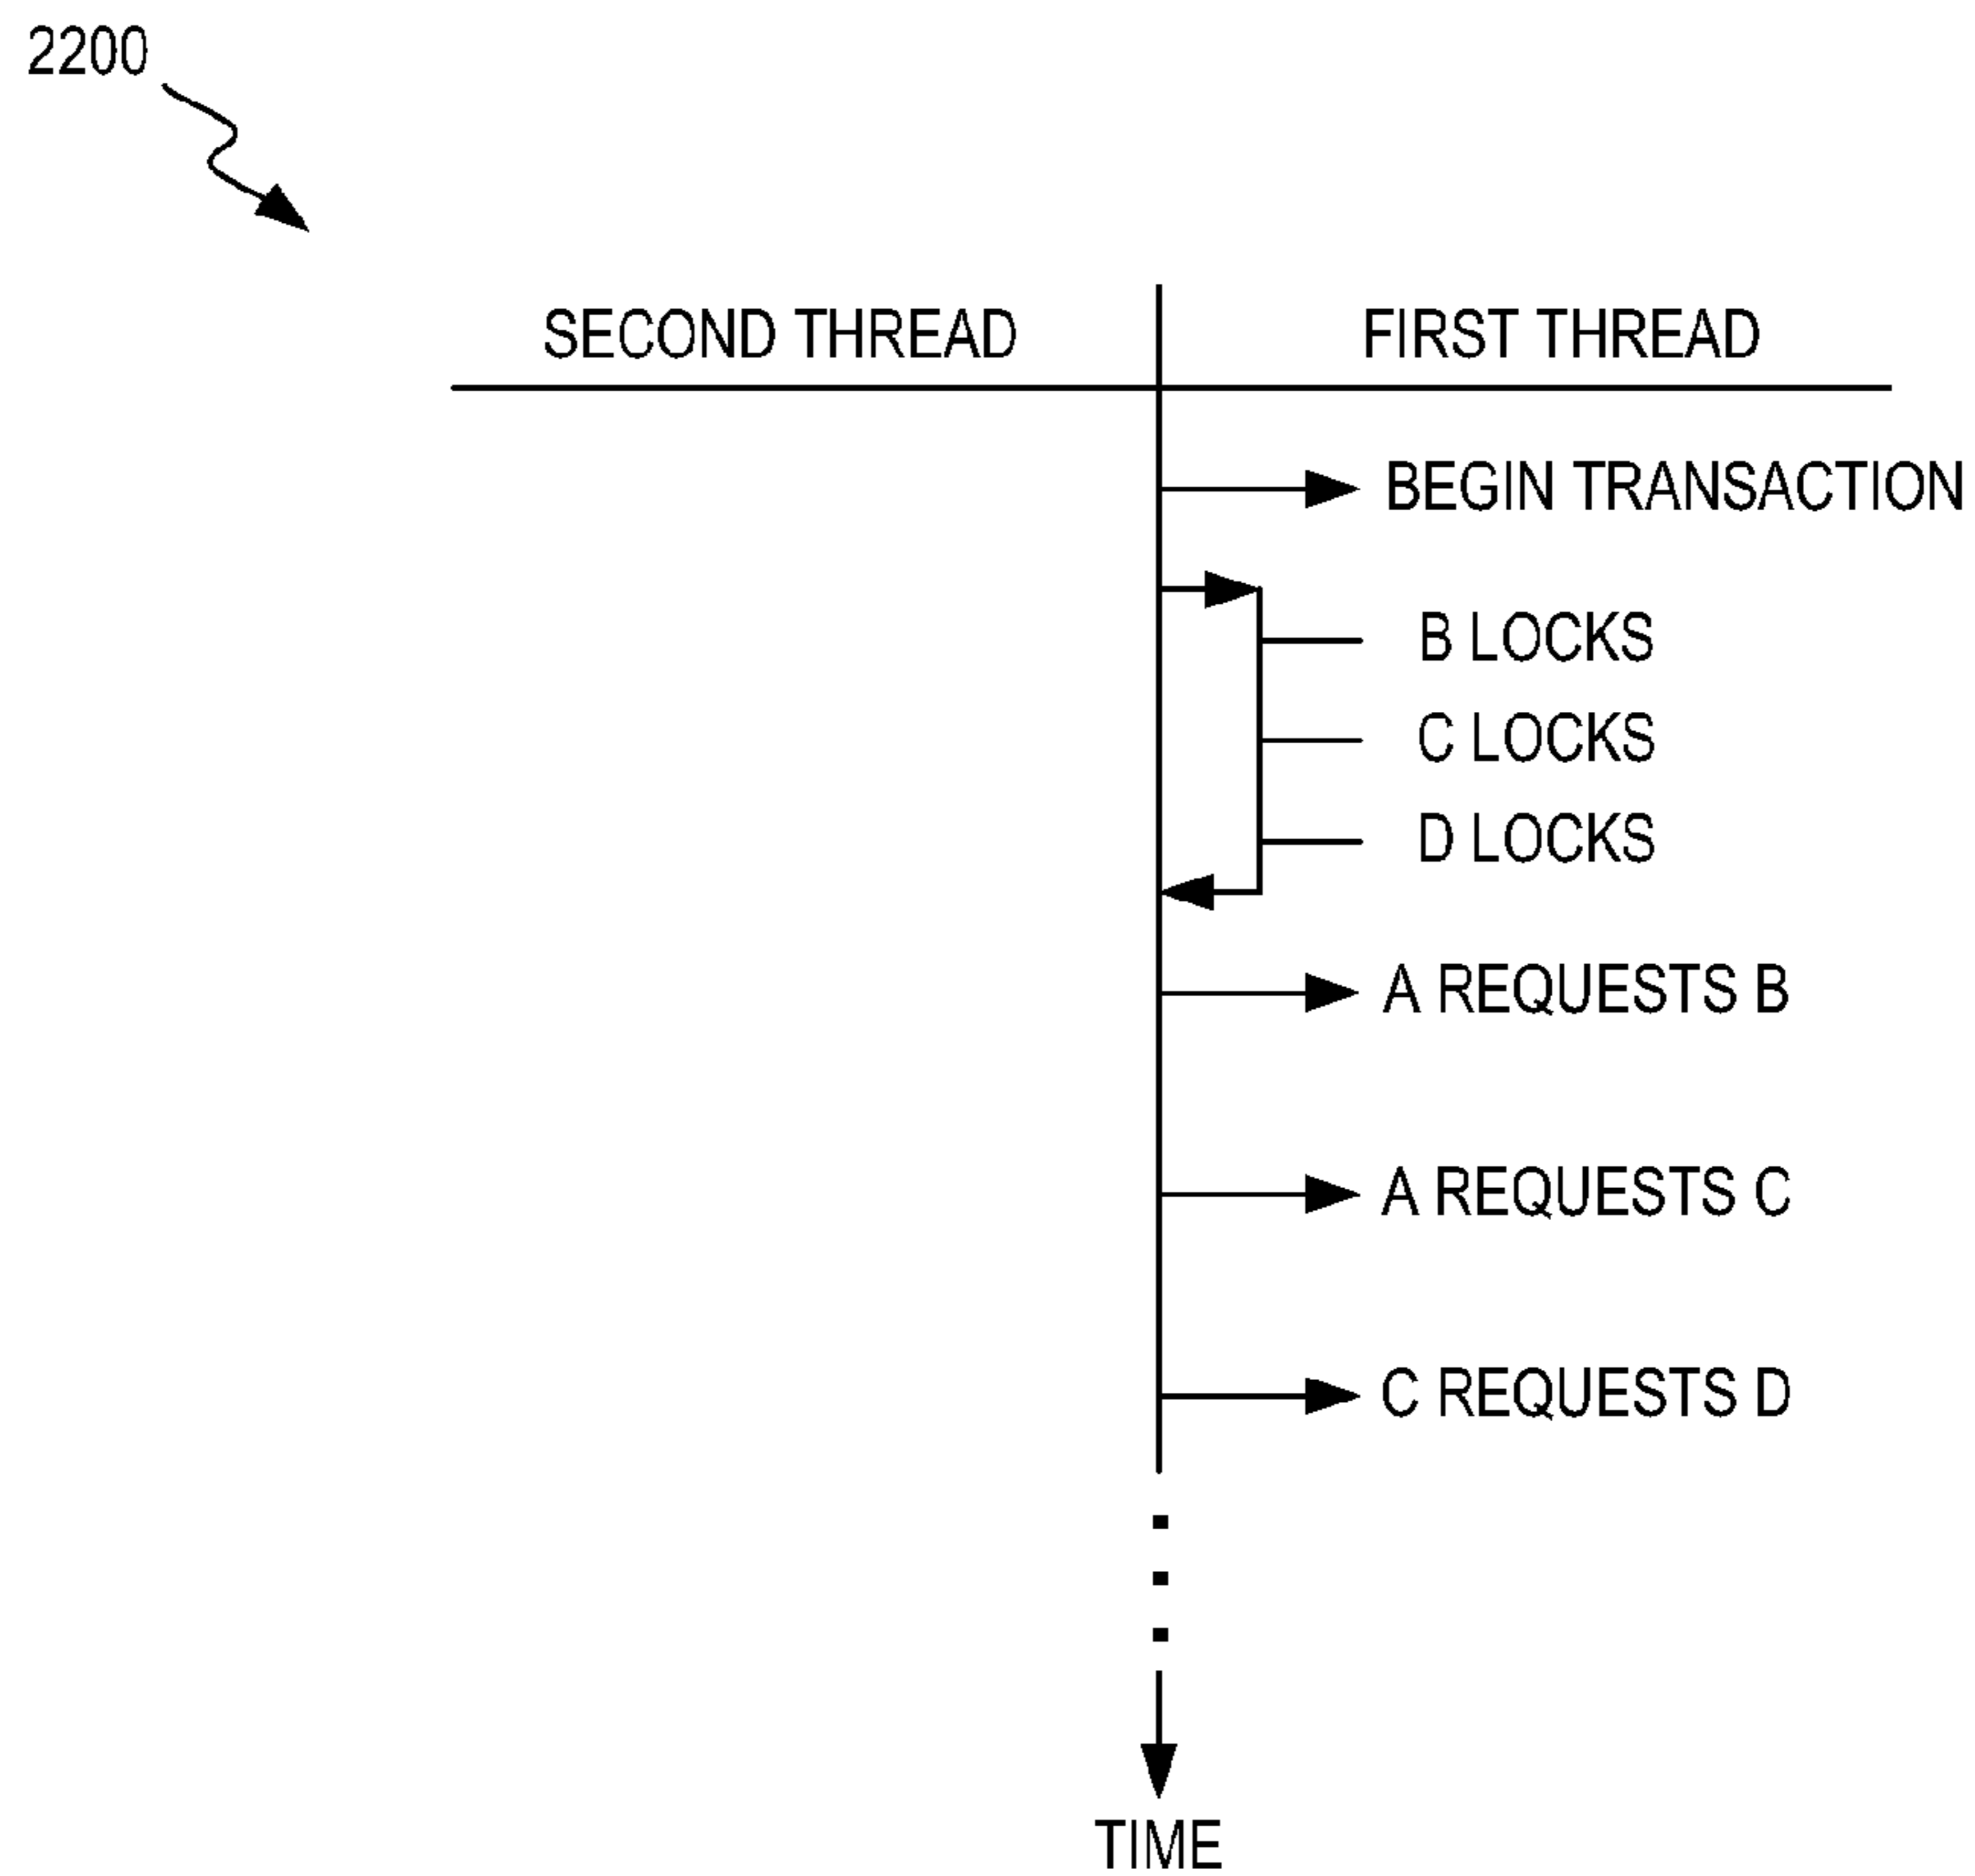 2200
SECOND THREAD
FIRST THREAD
BEGIN TRANSACTION
B LOCKS
C LOCKS
D LOCKS
A REQUESTS B
A REQUESTS C
C REQUESTS D
TIME